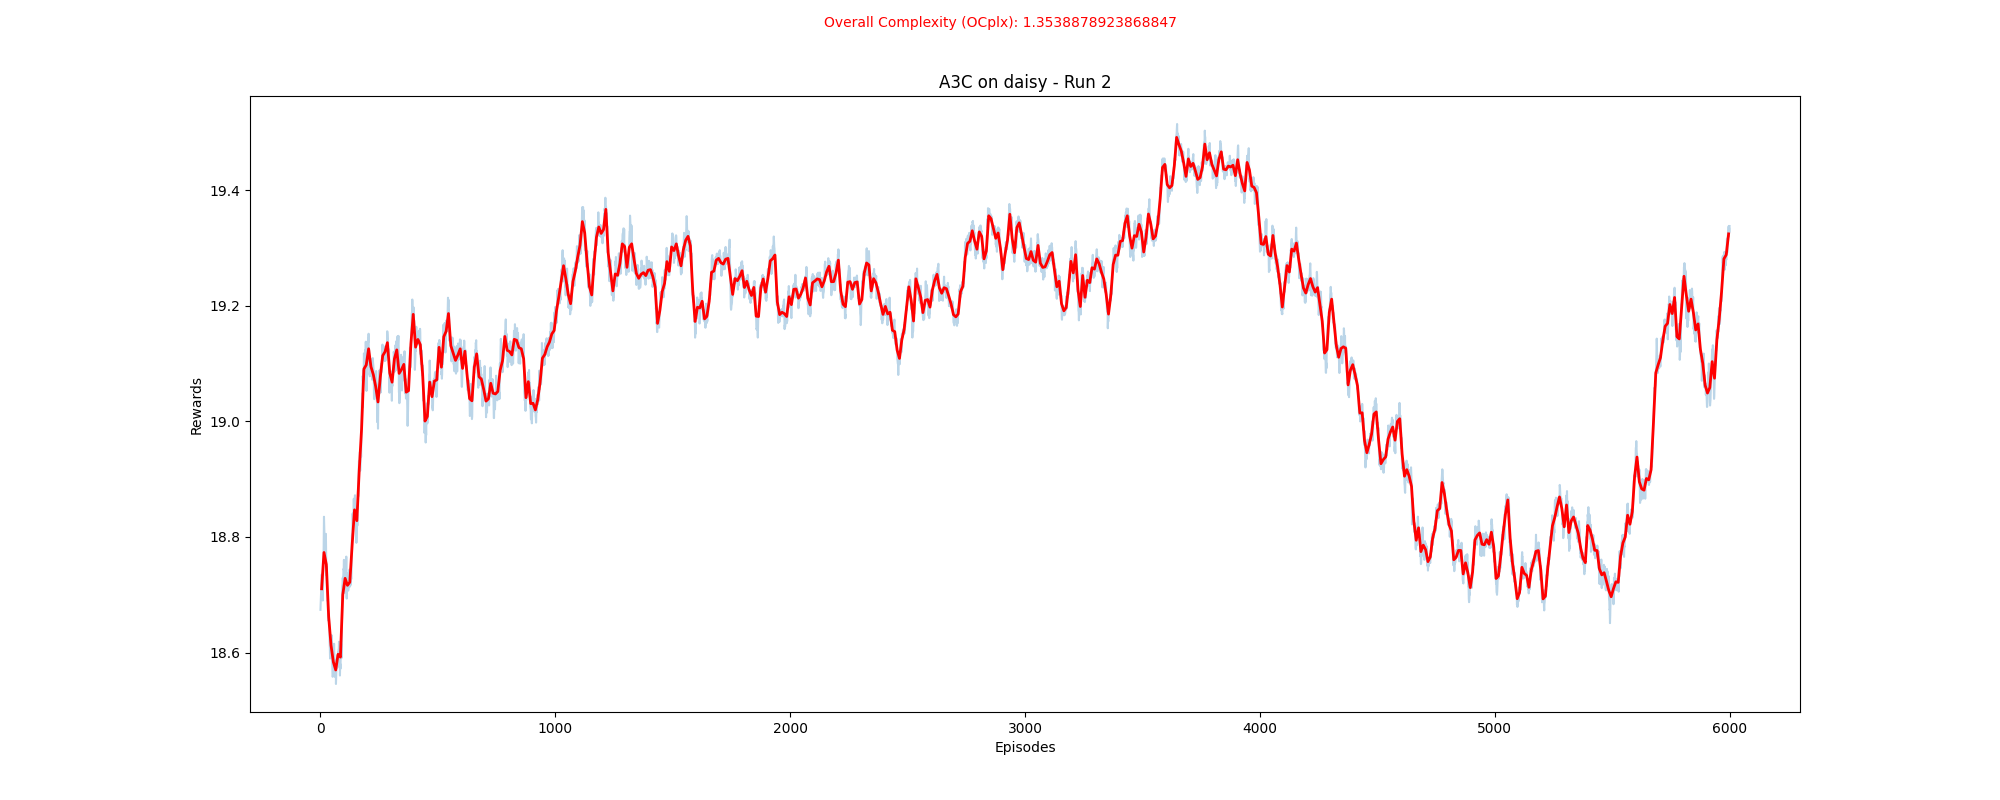 Overall Complexity (OCplx): 1.3538878923868847
A3C on daisy - Run 2
19.4
19.2
19.0
18.8
18.6
Rewards
0 1000 2000 3000 4000 5000 6000
Episodes